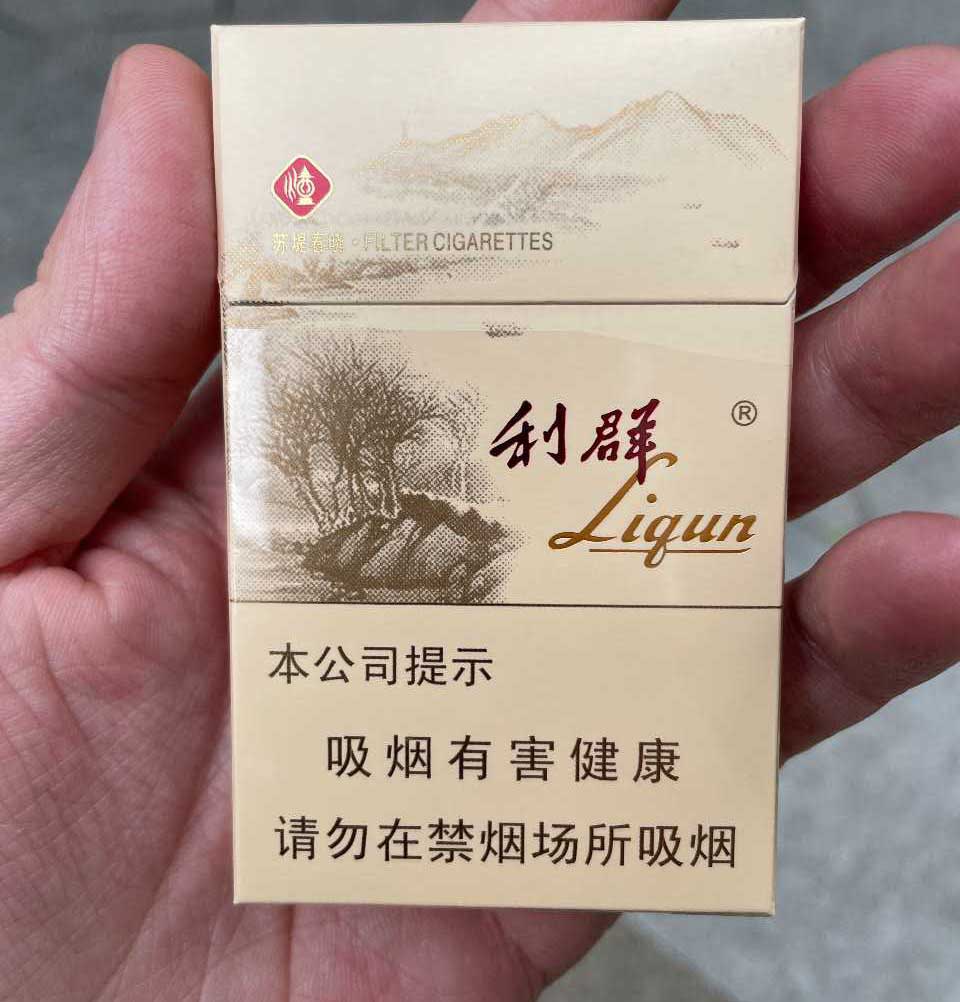 苏堤春晓·FILTER CIGARETTES
利群®
Liqun
本公司提示
吸烟有害健康
请勿在禁烟场所吸烟